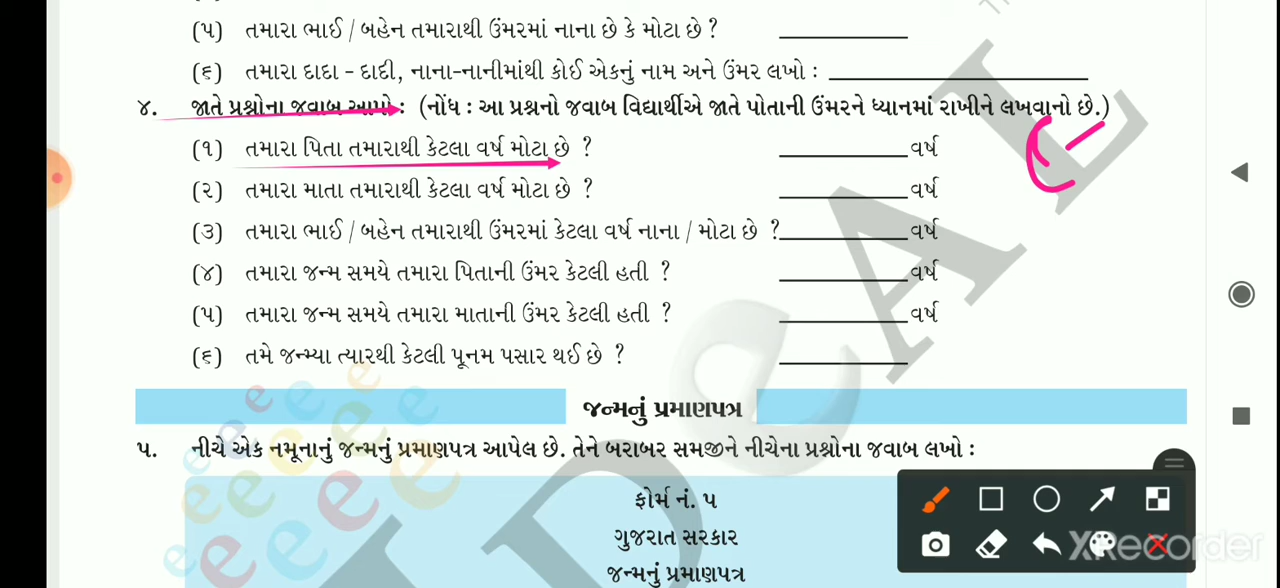 (૫) તમારા ભાઈ / બહેન તમારાથી ઉંમરમાં નાના છે કે મોટા છે ?
(૬) તમારા દાદા - દાદી, નાના-નાનીમાંથી કોઈ એકનું નામ અને ઉંમર લખો :
૪. જાતે પ્રશ્નોના જવાબ આપો : (નોંધ : આ પ્રશ્નનો જવાબ વિદ્યાર્થીએ જાતે પોતાની ઉંમરને ધ્યાનમાં રાખીને લખવાનો છે.)
(૧) તમારા પિતા તમારાથી કેટલા વર્ષ મોટા છે ? વર્ષ
(૨) તમારા માતા તમારાથી કેટલા વર્ષ મોટા છે ? વર્ષ
(૩) તમારા ભાઈ / બહેન તમારાથી ઉંમરમાં કેટલા વર્ષ નાના / મોટા છે ? વર્ષ
(૪) તમારા જન્મ સમયે તમારા પિતાની ઉંમર કેટલી હતી ? વર્ષ
(૫) તમારા જન્મ સમયે તમારા માતાની ઉંમર કેટલી હતી ? વર્ષ
(૬) તમે જન્મ્યા ત્યારથી કેટલી પૂનમ પસાર થઈ છે ?
જન્મનું પ્રમાણપત્ર
૫. નીચે એક નમૂનાનું જન્મનું પ્રમાણપત્ર આપેલ છે. તેને બરાબર સમજીને નીચેના પ્રશ્નોના જવાબ લખો :
ફોર્મ નં. ૫
ગુજરાત સરકાર
જન્મનું પ્રમાણપત્ર
XRecorder